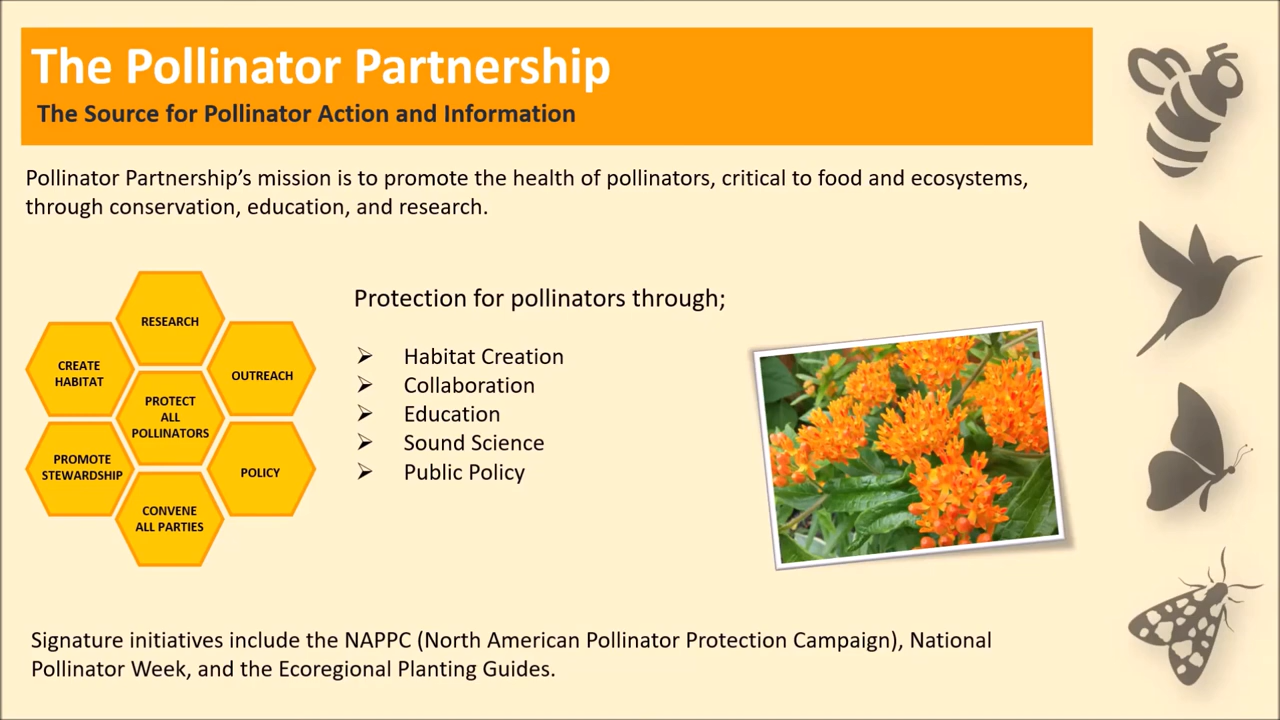 The Pollinator Partnership
The Source for Pollinator Action and Information
Pollinator Partnership’s mission is to promote the health of pollinators, critical to food and ecosystems,
through conservation, education, and research.
RESEARCH
CREATE
HABITAT
OUTREACH
PROTECT
ALL
POLLINATORS
PROMOTE
STEWARDSHIP
POLICY
CONVENE
ALL PARTIES
Protection for pollinators through;
➢ Habitat Creation
➢ Collaboration
➢ Education
➢ Sound Science
➢ Public Policy
Signature initiatives include the NAPPC (North American Pollinator Protection Campaign), National
Pollinator Week, and the Ecoregional Planting Guides.